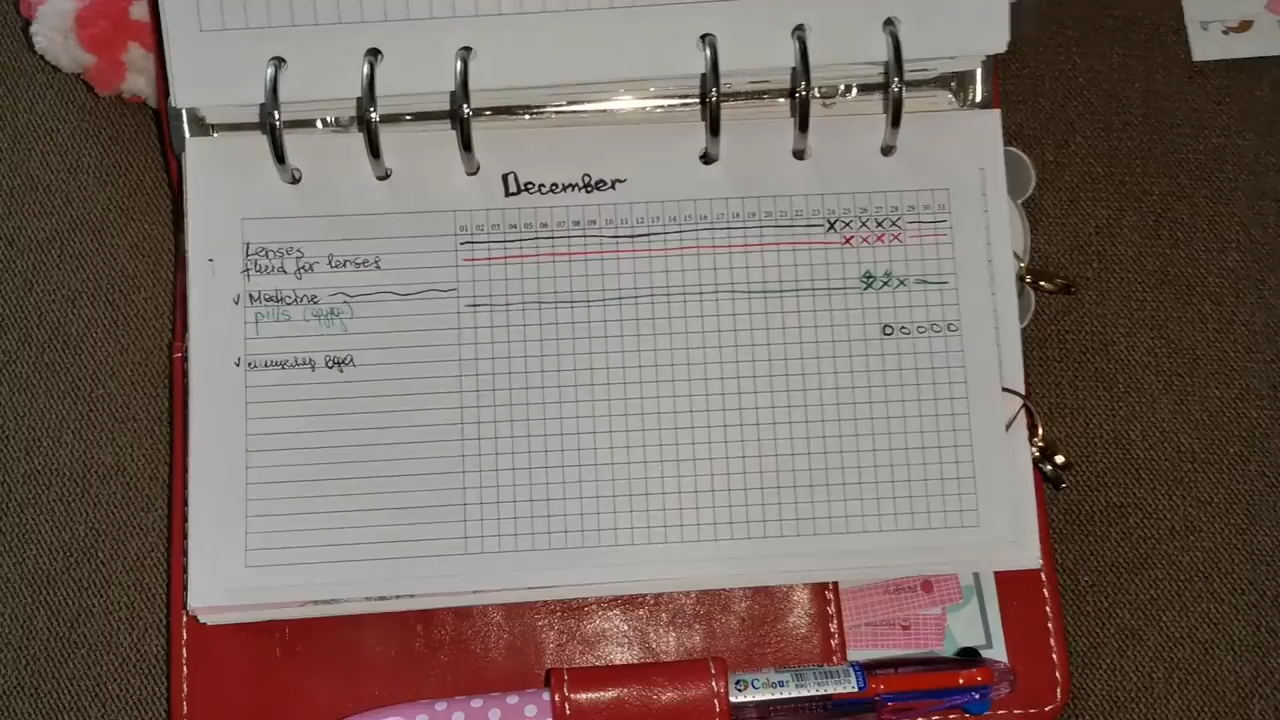 December
01 02 03 04 05 06 07 08 09 10 11 12 13 14 15 16 17 18 19 20 21 22 23 24 25 26 27 28 29 30 31
Lenses
fluid for lenses
Medicine
pills
4 Colour
8901765510570